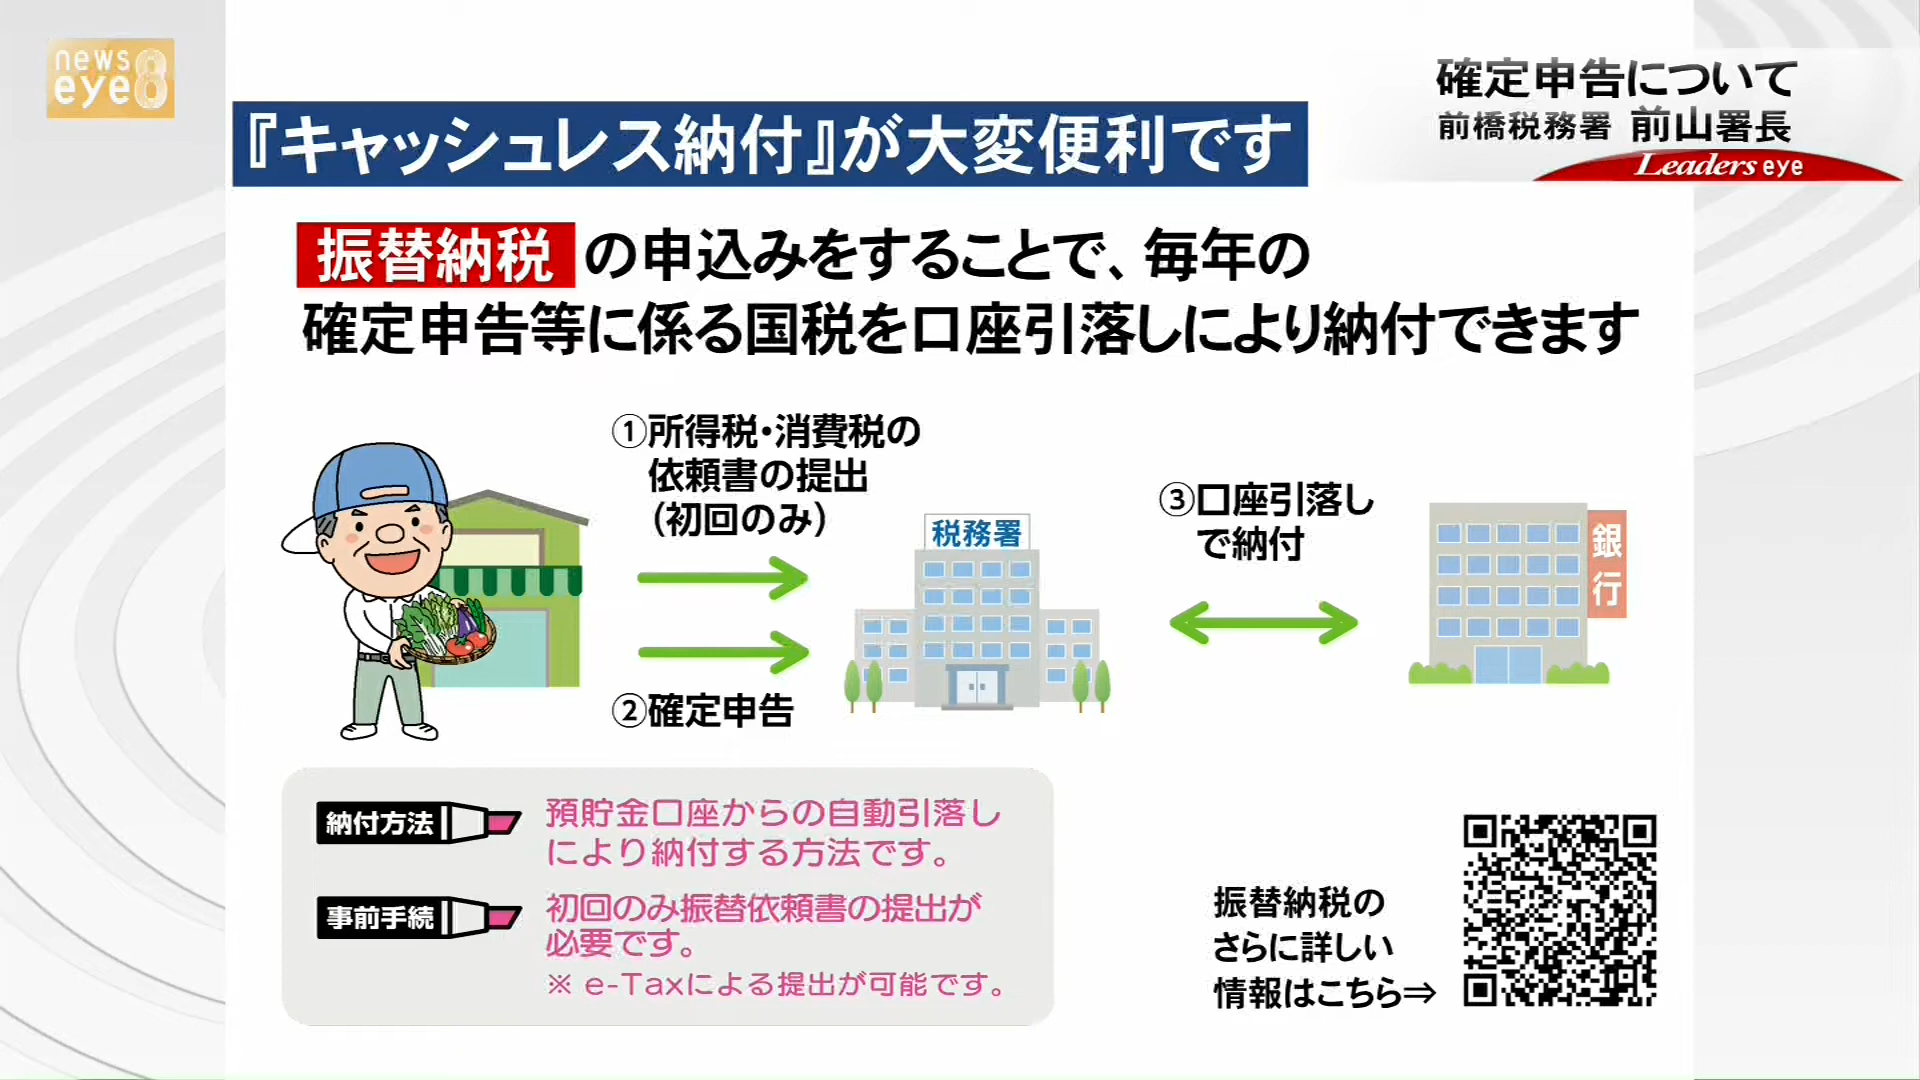 news
eye8
確定申告について
前橋税務署 前山署長
Leaders eye
『キャッシュレス納付』が大変便利です
振替納税 の申込みをすることで、毎年の
確定申告等に係る国税を口座引落しにより納付できます
①所得税・消費税の
依頼書の提出
(初回のみ)
②確定申告
税務署
③口座引落し
で納付
銀行
納付方法
預貯金口座からの自動引落し
により納付する方法です。
事前手続
初回のみ振替依頼書の提出が
必要です。
※ e-Taxによる提出が可能です。
振替納税の
さらに詳しい
情報はこちら⇒